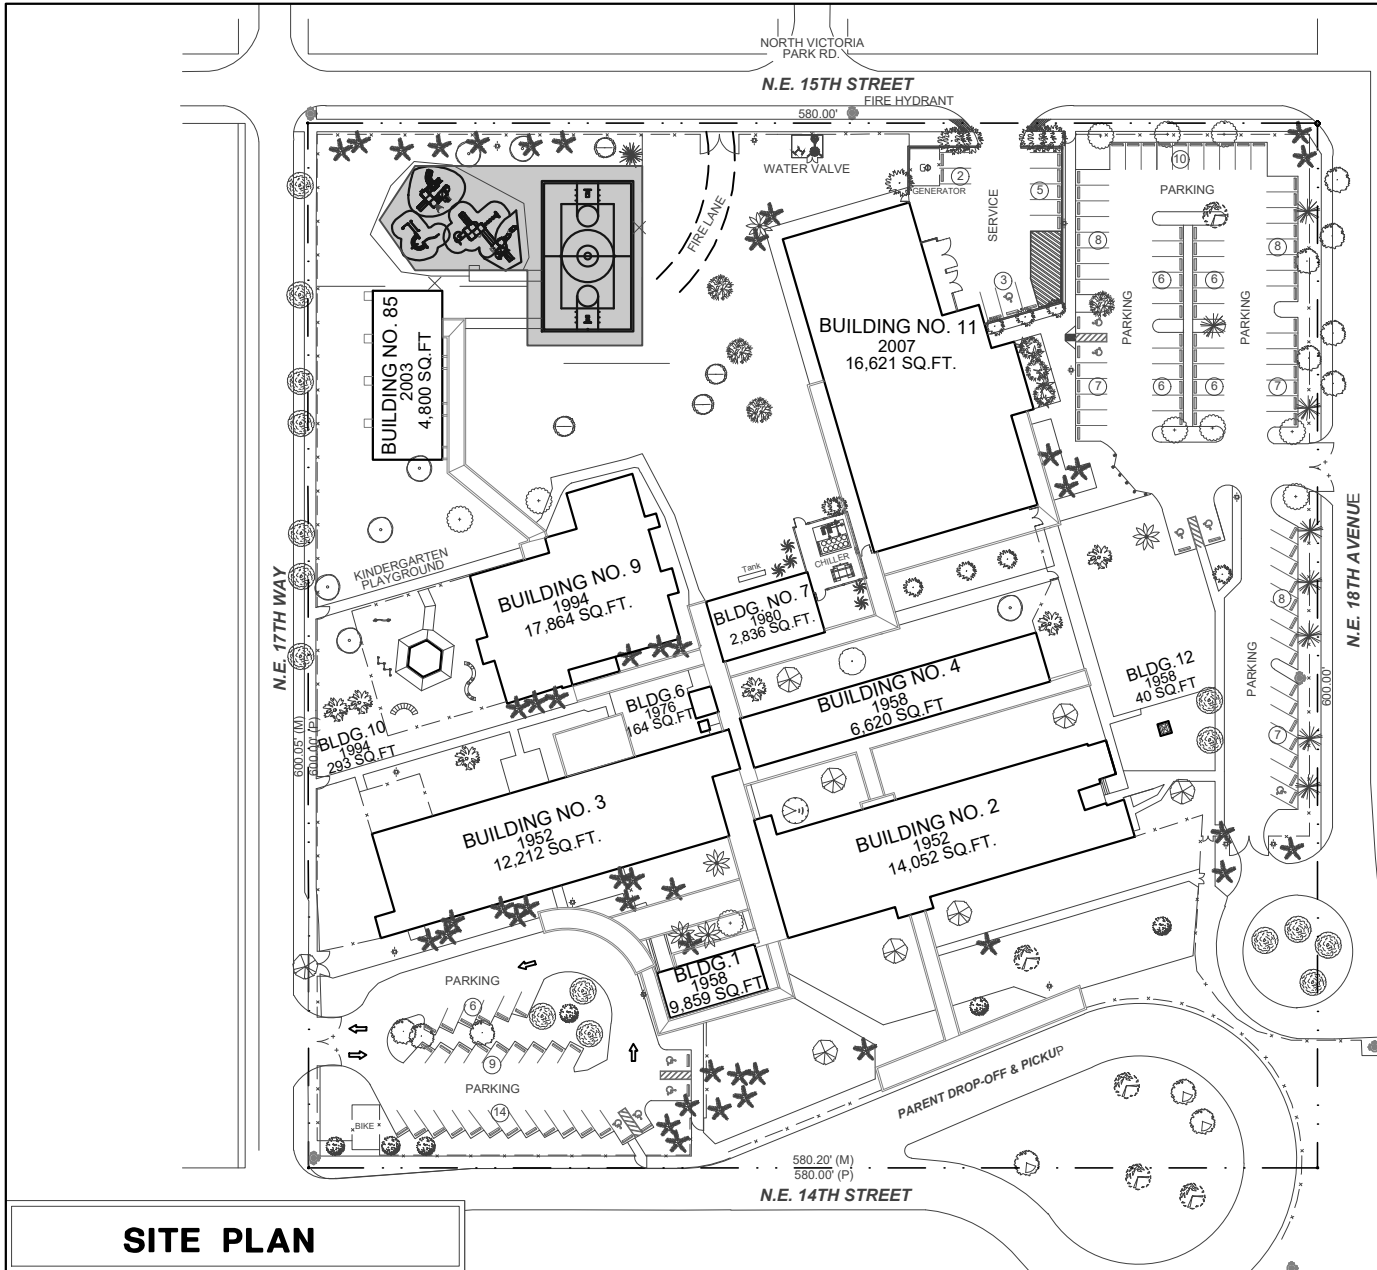 NORTH VICTORIA
PARK RD.
N.E. 15TH STREET
FIRE HYDRANT
580.00'
WATER VALVE
GENERATOR
2
5
10
SERVICE
PARKING
FIRE LANE
8
8
6
6
3
PARKING
PARKING
7
6
6
7
BUILDING NO. 85
2003
4,800 SQ.FT
BUILDING NO. 11
2007
16,621 SQ.FT.
KINDERGARTEN
PLAYGROUND
BUILDING NO. 9
1994
17,864 SQ.FT.
Tank
CHILLER
BLDG. NO. 7
1980
2,836 SQ.FT.
N.E. 17TH WAY
N.E. 18TH AVENUE
8
PARKING
600.00'
7
BLDG.12
1958
40 SQ.FT
BUILDING NO. 4
1958
6,620 SQ.FT
BLDG.6
1976
164 SQ.FT
BLDG.10
1994
293 SQ.FT
600.05' (M)
600.00' (P)
BUILDING NO. 3
1952
12,212 SQ.FT.
BUILDING NO. 2
1952
14,052 SQ.FT.
BLDG.1
1958
9,859 SQ.FT
PARKING
6
9
PARKING
14
BIKE
PARENT DROP-OFF & PICKUP
580.20' (M)
580.00' (P)
N.E. 14TH STREET
SITE PLAN